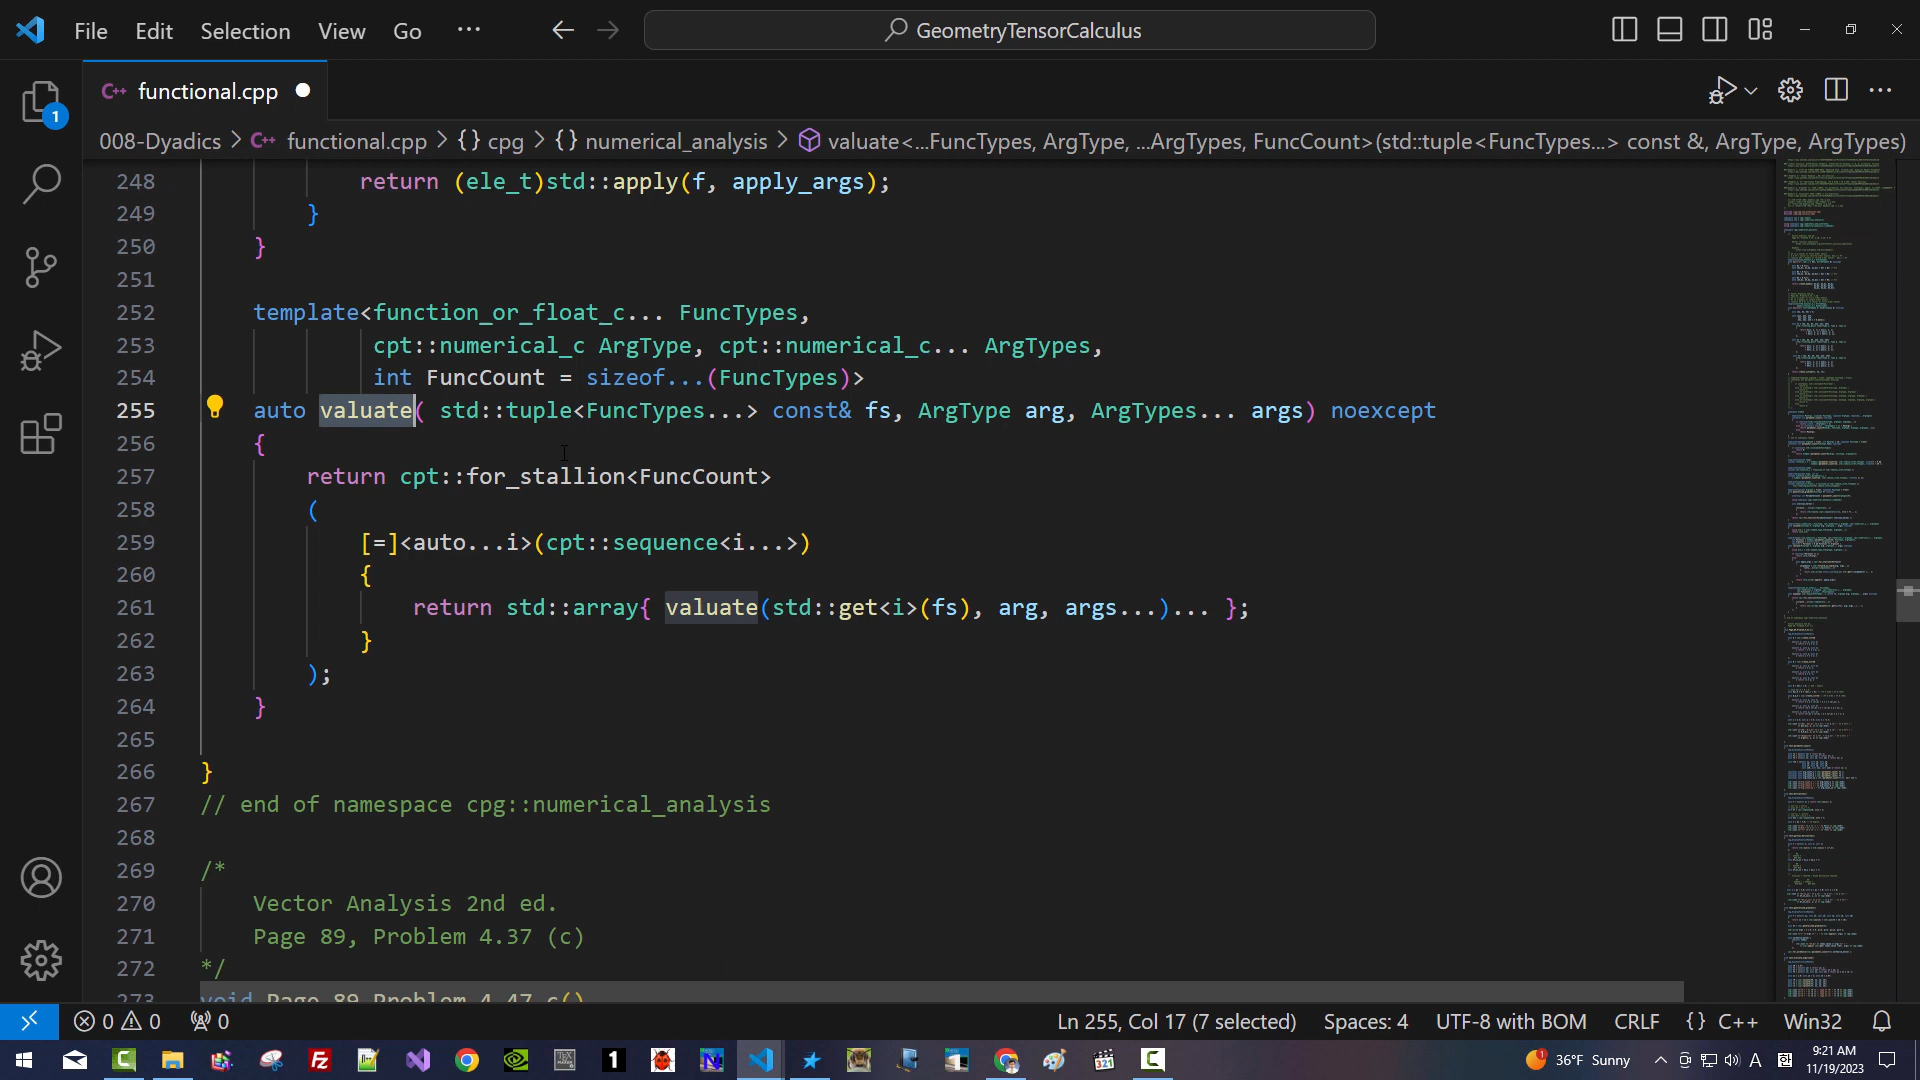 File Edit Selection View Go ··· GeometryTensorCalculus
C++ functional.cpp
008-Dyadics > C++ functional.cpp > {} cpg > {} numerical_analysis > valuate<...FuncTypes, ArgType, ...ArgTypes, FuncCount>(std::tuple<FuncTypes...> const &, ArgType, ArgTypes)
1
248 return (ele_t)std::apply(f, apply_args);
249 }
250 }
251
252 template<function_or_float_c... FuncTypes,
253 cpt::numerical_c ArgType, cpt::numerical_c... ArgTypes,
254 int FuncCount = sizeof...(FuncTypes)>
255 auto valuate( std::tuple<FuncTypes...> const& fs, ArgType arg, ArgTypes... args) noexcept
256 {
257 return cpt::for_stallion<FuncCount>
258 (
259 [=]<auto...i>(cpt::sequence<i...>)
260 {
261 return std::array{ valuate(std::get<i>(fs), arg, args...)... };
262 }
263 );
264 }
265
266 }
267 // end of namespace cpg::numerical_analysis
268
269 /*
270 Vector Analysis 2nd ed.
271 Page 89, Problem 4.37 (c)
272 */
273 void Page_89_Problem_4_47_c()
0 0 0 Ln 255, Col 17 (7 selected) Spaces: 4 UTF-8 with BOM CRLF {} C++ Win32
36°F Sunny A 9:21 AM
11/19/2023